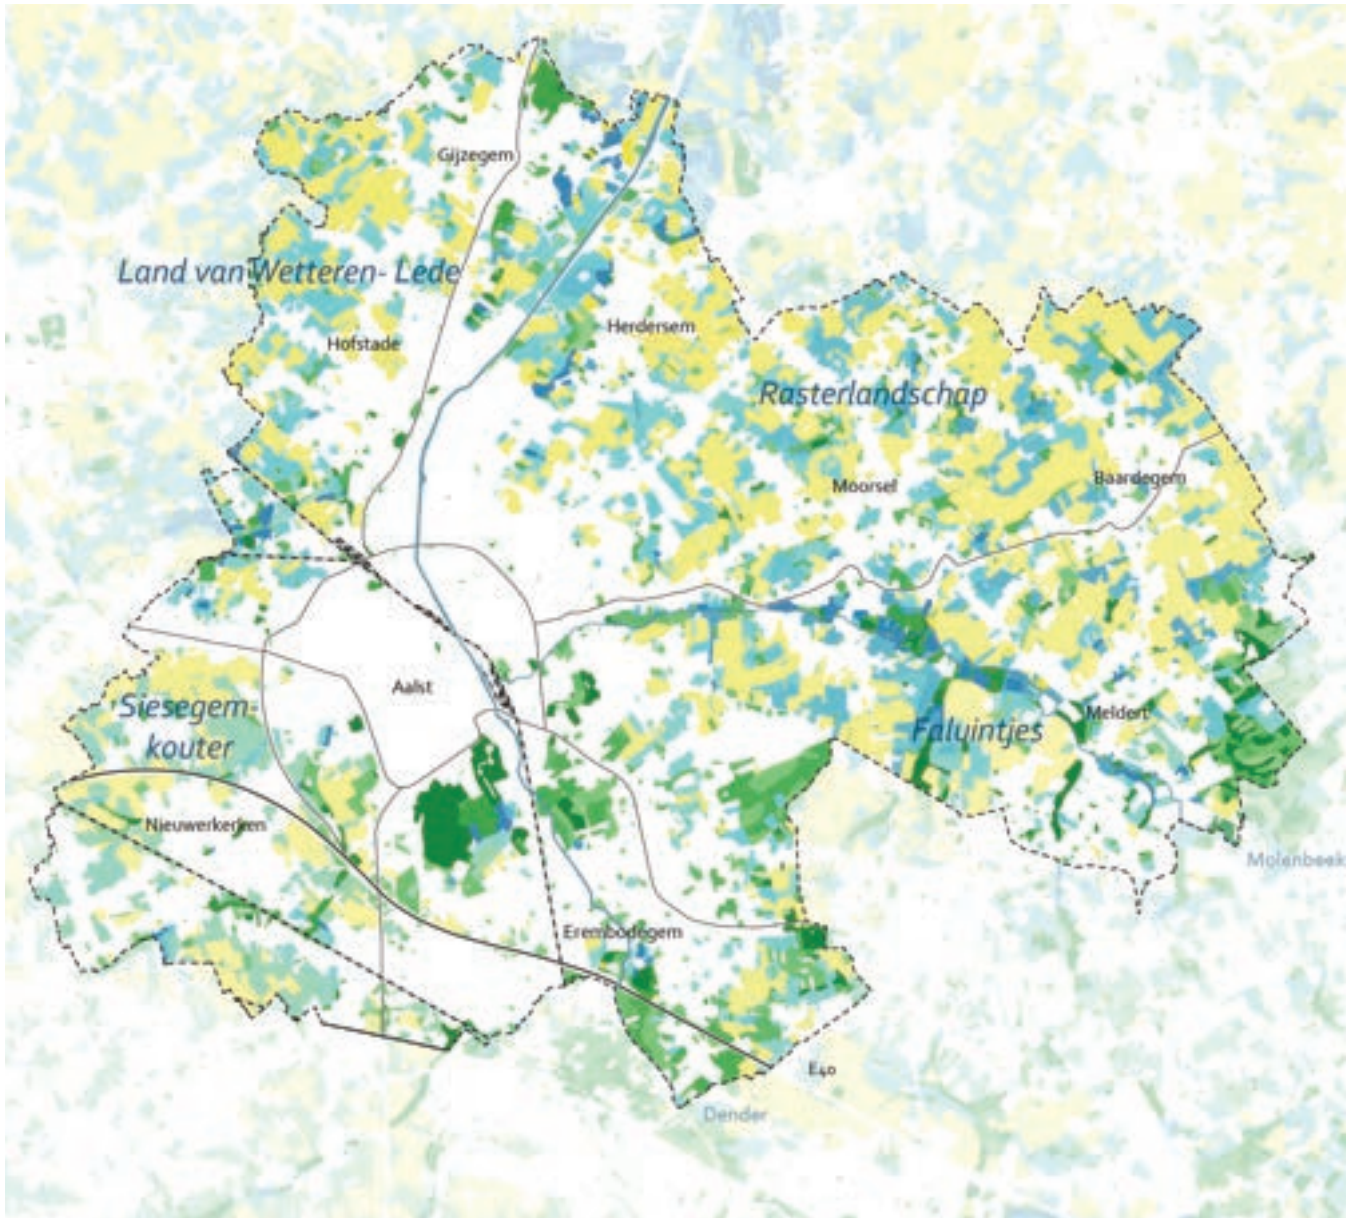 Gijzegem
Land van Wetteren- Lede
Herdersem
Hofstade
Rasterlandschap
Moorsel
Baardegem
Aalst
Siesegem-
kouter
Meldert
Faluintjes
Nieuwerkerken
Molenbeek
Erembodegem
E40
Dender